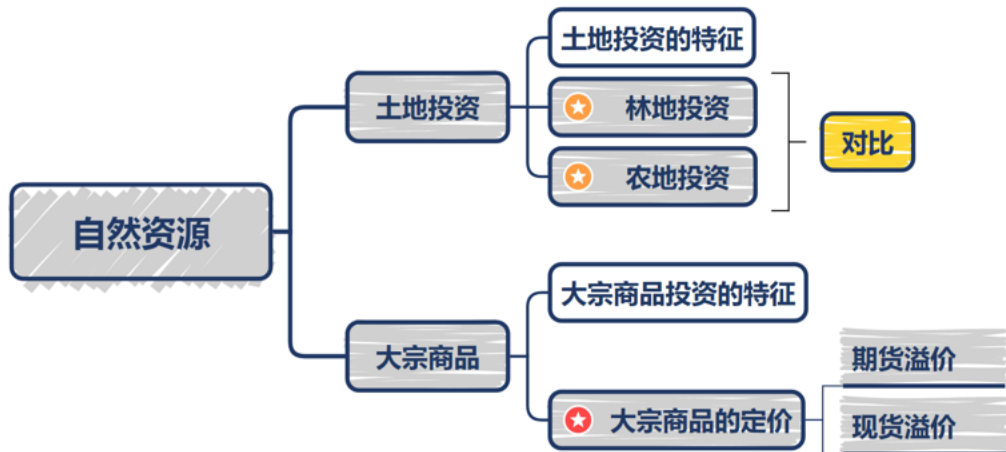 土地投资的特征
土地投资
林地投资
对比
农地投资
自然资源
大宗商品投资的特征
大宗商品
期货溢价
大宗商品的定价
现货溢价